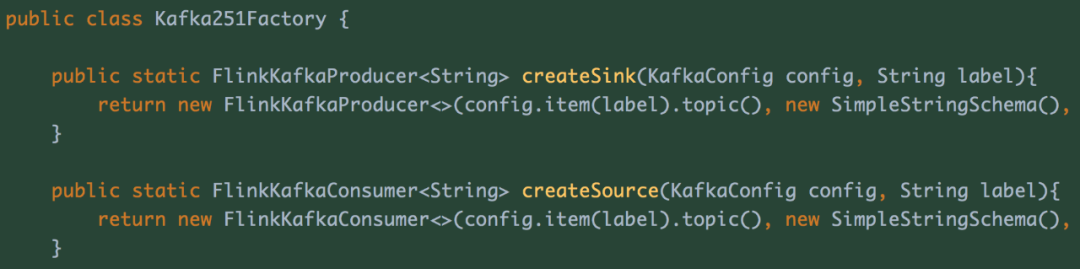 public class Kafka251Factory {
public static FlinkKafkaProducer<String> createSink(KafkaConfig config, String label){
return new FlinkKafkaProducer<>(config.item(label).topic(), new SimpleStringSchema(),
}
public static FlinkKafkaConsumer<String> createSource(KafkaConfig config, String label){
return new FlinkKafkaConsumer<>(config.item(label).topic(), new SimpleStringSchema(),
}